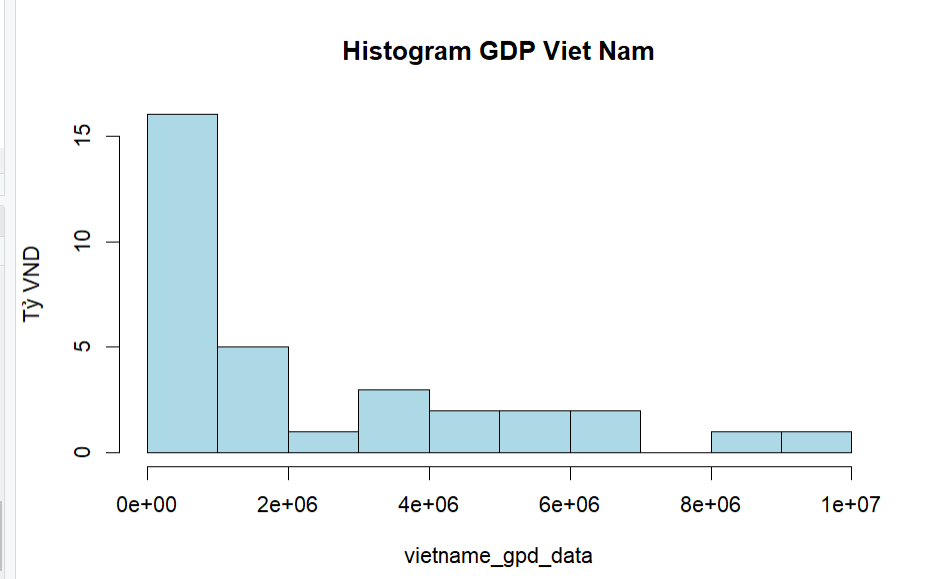 Histogram GDP Viet Nam
Tỷ VND
15
10
5
0
0e+00 2e+06 4e+06 6e+06 8e+06 1e+07
vietname_gpd_data